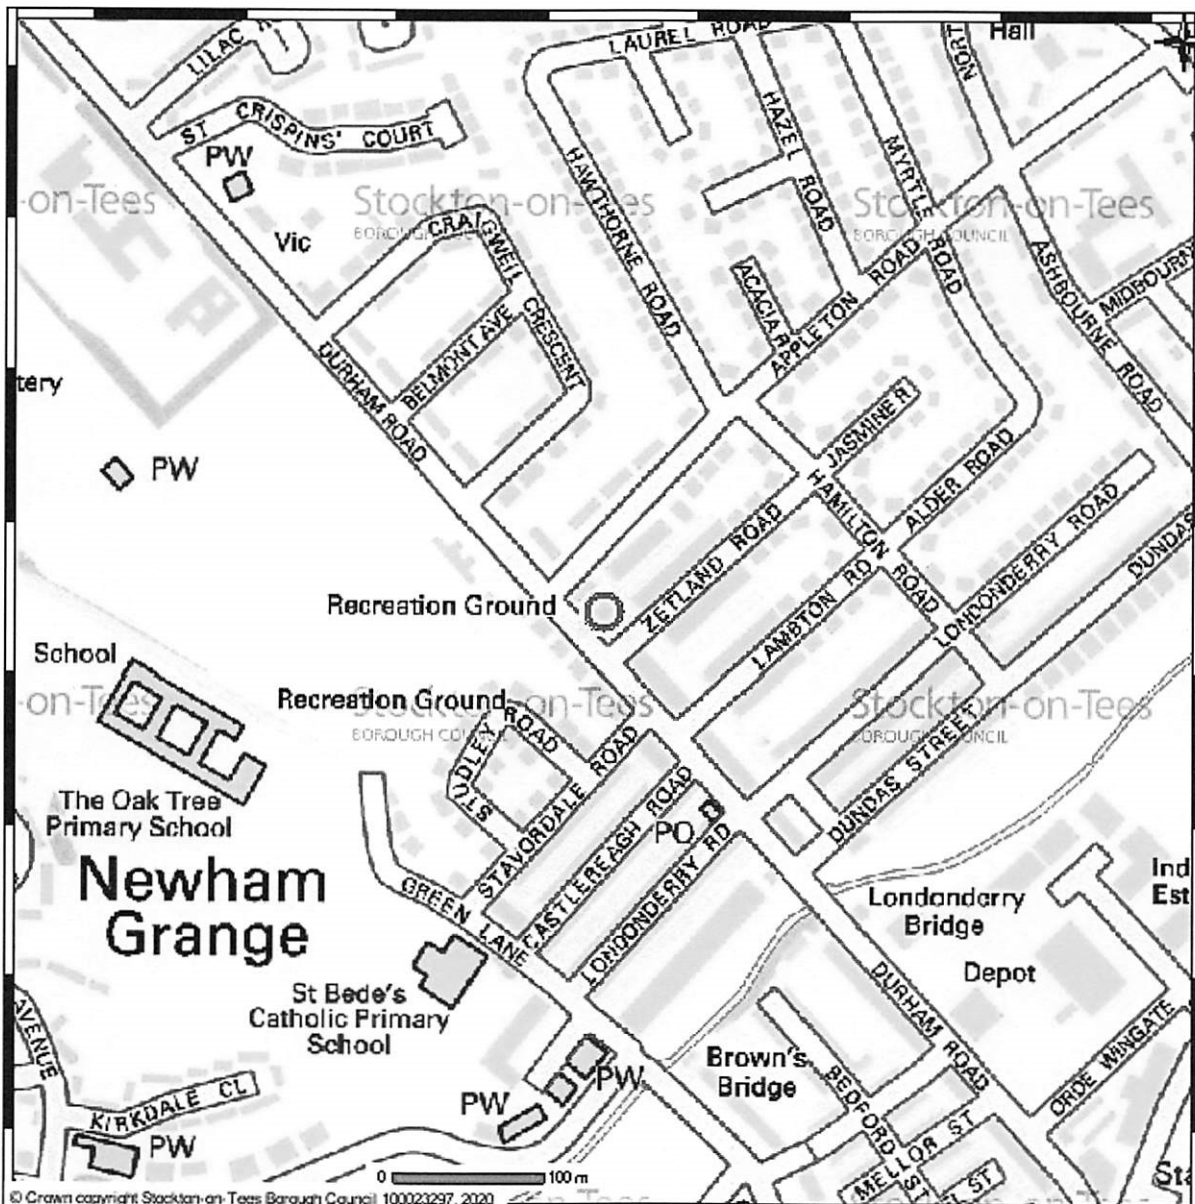 LAUREL ROAD
Hall
LILAC
ST CRISPINS' COURT
HAZEL ROAD
MYRTLE ROAD
PW
HAWTHORNE ROAD
-on-Tees
Stockton-on-Tees
BOROUGH COUNCIL
Stockton-on-Tees
BOROUGH COUNCIL
CRAIGWELL CRESCENT
Vic
ACACIA R
APPLETON ROAD
ASHBOURNE ROAD
MIDBOURN
BELMONT AVE
DURHAM ROAD
tery
JASMINE R
PW
HAMILTON ROAD
ALDER ROAD
ZETLAND ROAD
LONDONDERRY ROAD
DUNDAS
LAMBTON RD
Recreation Ground
School
Recreation Ground
-on-Tees
Stockton-on-Tees
BOROUGH COUNCIL
Stockton-on-Tees
BOROUGH COUNCIL
STUDLEY ROAD
STAVORDALE ROAD
DUNDAS STREET
The Oak Tree
Primary School
CASTLEREAGH ROAD
PO
LONDONDERRY RD
Newham
Grange
GREEN LANE
Londonderry
Bridge
Ind
Est
Depot
St Bede's
Catholic Primary
School
DURHAM ROAD
AVENUE
Brown's
Bridge
ORDE WINGATE
BEDFORD ST
PW
PW
KIRKDALE CL
PW
MELLOR ST
ST
0 100 m
© Crown copyright Stockton-on-Tees Borough Council 100023297, 2020